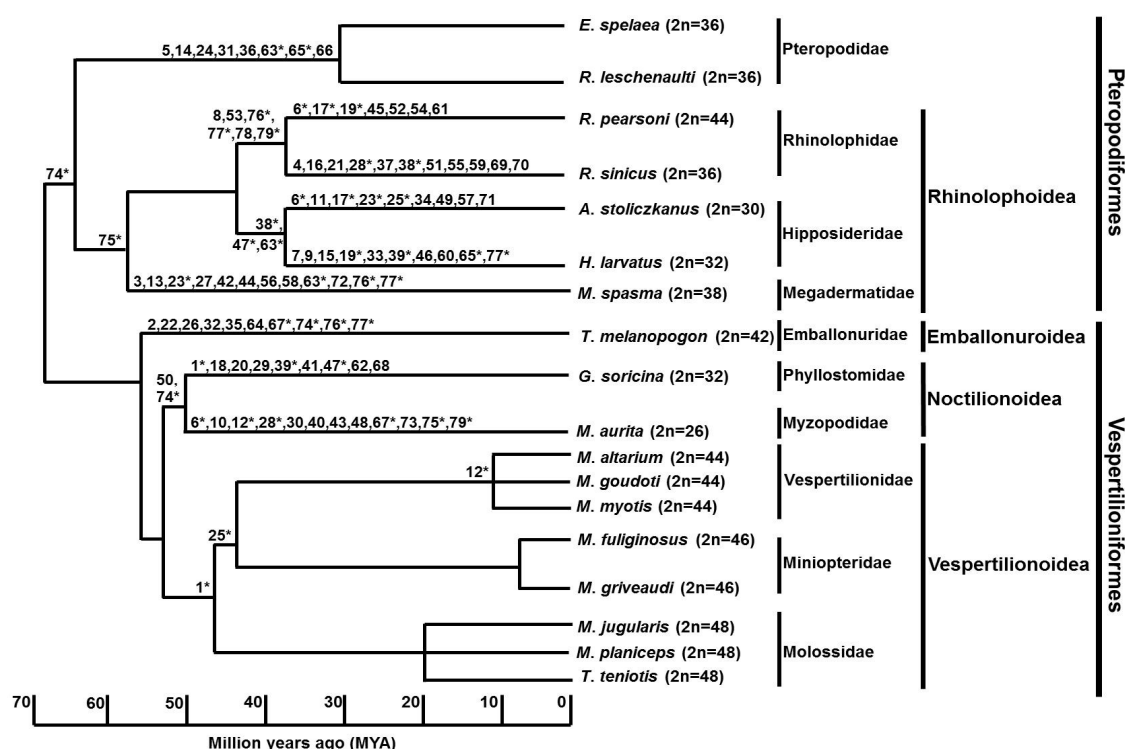 E. spelaea (2n=36)
5,14,24,31,36,63*,65*,66
Pteropodidae
R. leschenaulti (2n=36)
8,53,76*,
77*,78,79*
6*,17*,19*,45,52,54,61
R. pearsoni (2n=44)
Rhinolophidae
4,16,21,28*,37,38*,51,55,59,69,70
R. sinicus (2n=36)
74*
6*,11,17*,23*,25*,34,49,57,71
A. stoliczkanus (2n=30)
38*,
47*,63*
Hipposideridae
75*
7,9,15,19*,33,39*,46,60,65*,77*
H. larvatus (2n=32)
3,13,23*,27,42,44,56,58,63*,72,76*,77*
M. spasma (2n=38)
Megadermatidae
Rhinolophoidea
Pteropodiformes
2,22,26,32,35,64,67*,74*,76*,77*
T. melanopogon (2n=42)
Emballonuridae
Emballonuroidea
50,
74*
1*,18,20,29,39*,41,47*,62,68
G. soricina (2n=32)
Phyllostomidae
Noctilionoidea
6*,10,12*,28*,30,40,43,48,67*,73,75*,79*
M. aurita (2n=26)
Myzopodidae
M. altarium (2n=44)
12*
M. goudoti (2n=44)
Vespertilionidae
M. myotis (2n=44)
25*
M. fuliginosus (2n=46)
Miniopteridae
Vespertilionoidea
1*
M. griveaudi (2n=46)
M. jugularis (2n=48)
M. planiceps (2n=48)
Molossidae
T. teniotis (2n=48)
Vespertilioniformes
70 60 50 40 30 20 10 0
Million years ago (MYA)